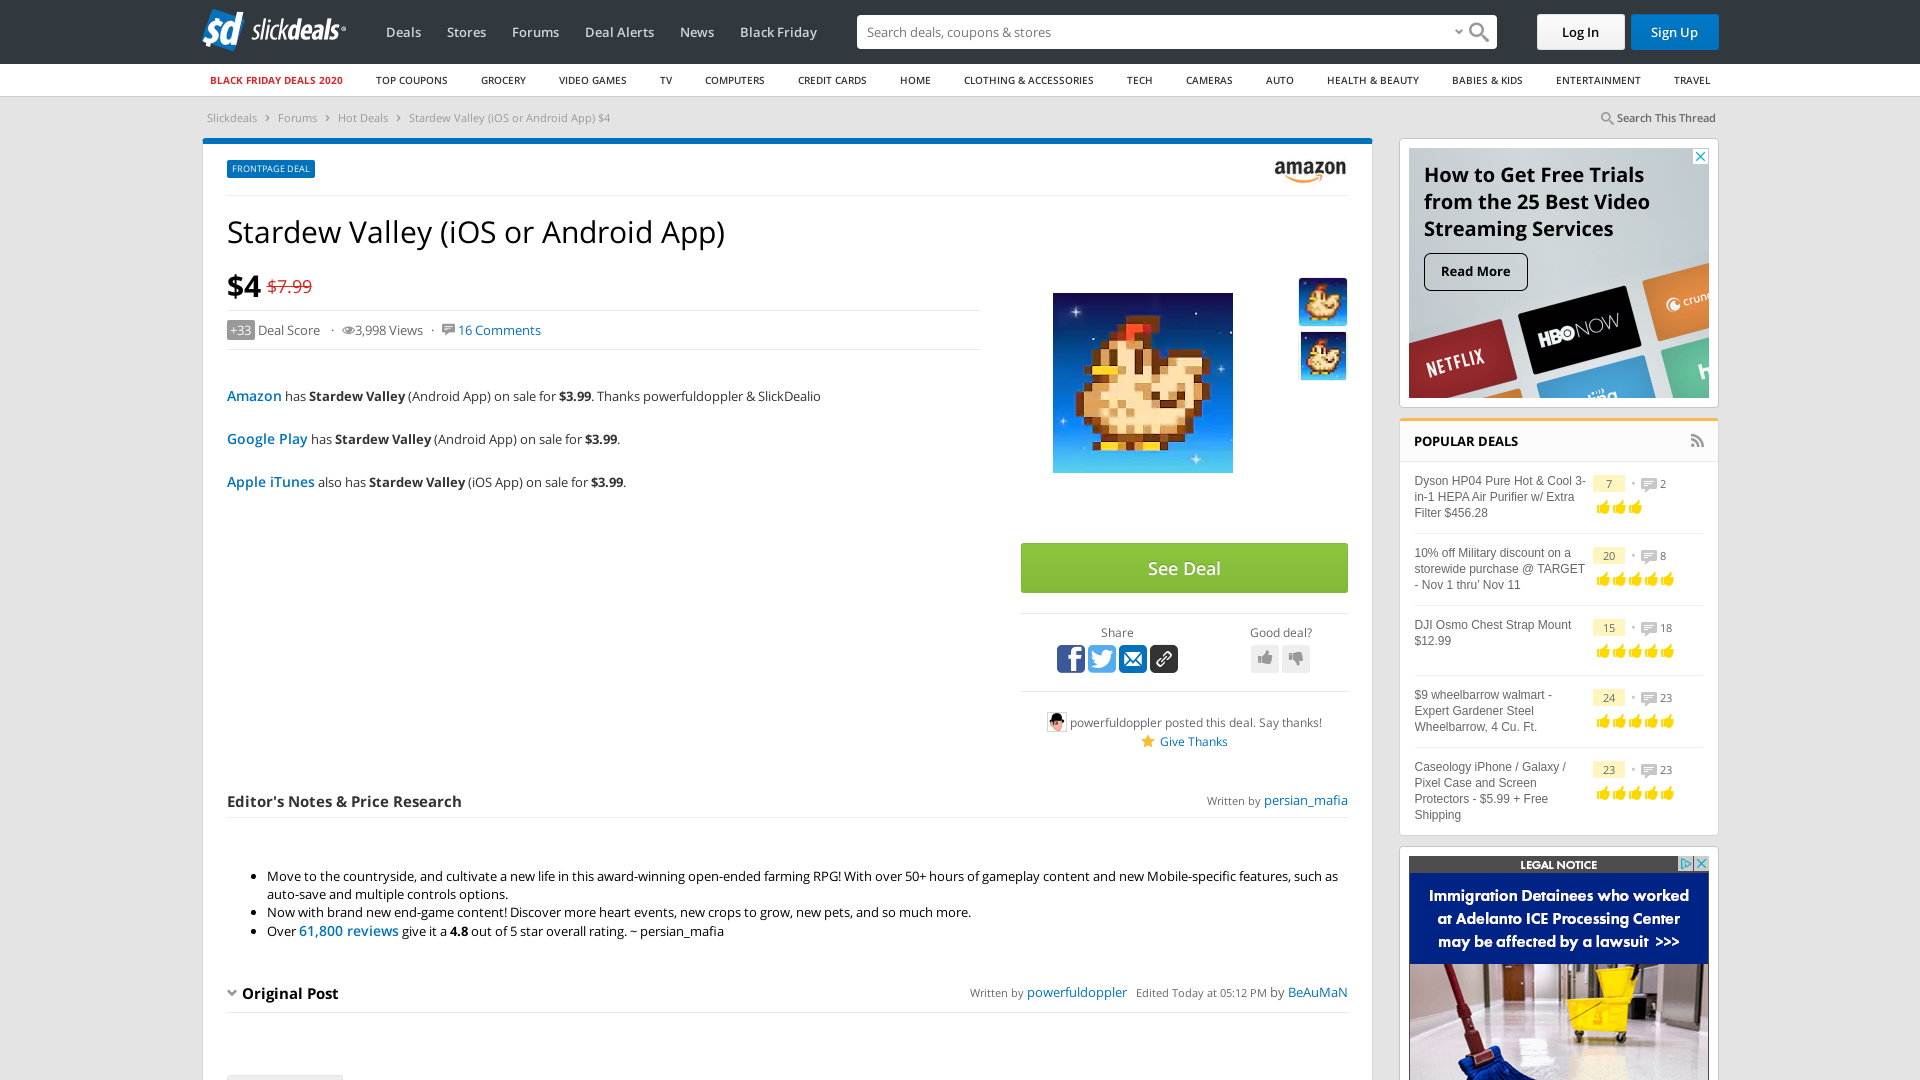 slickdeals
Deals
Stores
Forums
Deal Alerts
News
Black Friday
Search deals, coupons & stores
Log In
Sign Up
BLACK FRIDAY DEALS 2020
TOP COUPONS
GROCERY
VIDEO GAMES
TV
COMPUTERS
CREDIT CARDS
HOME
CLOTHING & ACCESSORIES
TECH
CAMERAS
AUTO
HEALTH & BEAUTY
BABIES & KIDS
ENTERTAINMENT
TRAVEL
Slickdeals > Forums > Hot Deals > Stardew Valley (iOS or Android App) $4
Search This Thread
FRONTPAGE DEAL
amazon
Stardew Valley (iOS or Android App)
$4 $7.99
+33 Deal Score · 3,998 Views · 16 Comments
Amazon has Stardew Valley (Android App) on sale for $3.99. Thanks powerfuldoppler & SlickDealio
Google Play has Stardew Valley (Android App) on sale for $3.99.
Apple iTunes also has Stardew Valley (iOS App) on sale for $3.99.
See Deal
Share
Good deal?
powerfuldoppler posted this deal. Say thanks!
Give Thanks
Editor's Notes & Price Research
Written by persian_mafia
• Move to the countryside, and cultivate a new life in this award-winning open-ended farming RPG! With over 50+ hours of gameplay content and new Mobile-specific features, such as
auto-save and multiple controls options.
• Now with brand new end-game content! Discover more heart events, new crops to grow, new pets, and so much more.
• Over 61,800 reviews give it a 4.8 out of 5 star overall rating. ~ persian_mafia
Original Post
Written by powerfuldoppler Edited Today at 05:12 PM by BeAuMaN
How to Get Free Trials
from the 25 Best Video
Streaming Services
Read More
NETFLIX
HBO NOW
POPULAR DEALS
Dyson HP04 Pure Hot & Cool 3-
in-1 HEPA Air Purifier w/ Extra
Filter $456.28
7 • 2
10% off Military discount on a
storewide purchase @ TARGET
- Nov 1 thru' Nov 11
20 • 8
DJI Osmo Chest Strap Mount
$12.99
15 • 18
$9 wheelbarrow walmart -
Expert Gardener Steel
Wheelbarrow, 4 Cu. Ft.
24 • 23
Caseology iPhone / Galaxy /
Pixel Case and Screen
Protectors - $5.99 + Free
Shipping
23 • 23
LEGAL NOTICE
Immigration Detainees who worked
at Adelanto ICE Processing Center
may be affected by a lawsuit >>>